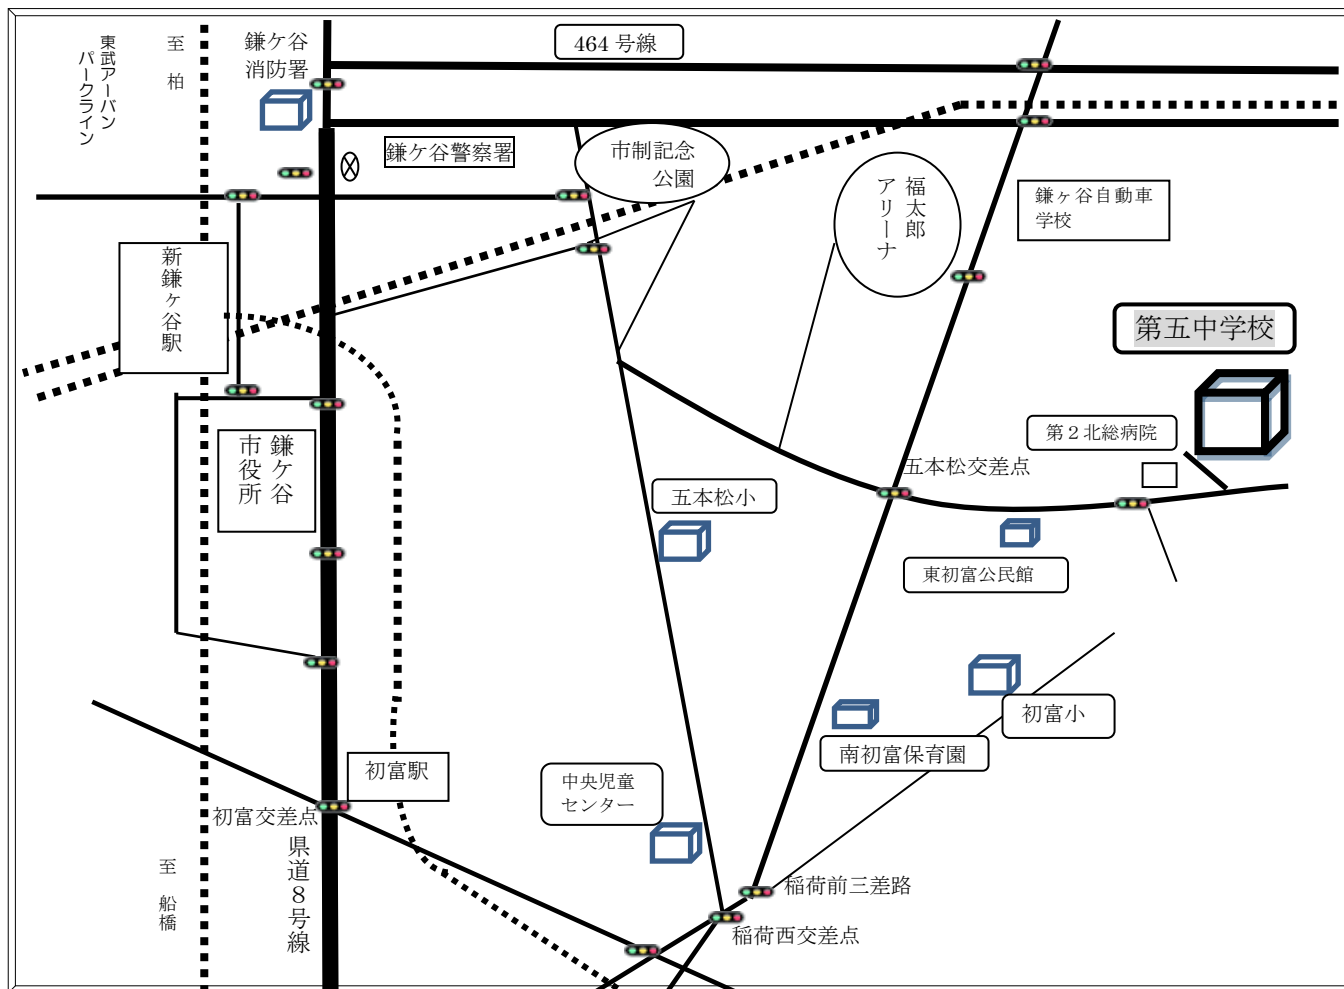 東武アーバン
パークライン
至 柏
鎌ケ谷
消防署
464 号線
鎌ケ谷警察署
市制記念
公園
福太郎
アリーナ
鎌ヶ谷自動車
学校
新鎌ヶ谷駅
第五中学校
第２北総病院
鎌ケ谷
市役所
五本松交差点
五本松小
東初富公民館
初富小
南初富保育園
初富駅
中央児童
センター
初富交差点
県道８号線
至 船橋
稲荷前三差路
稲荷西交差点